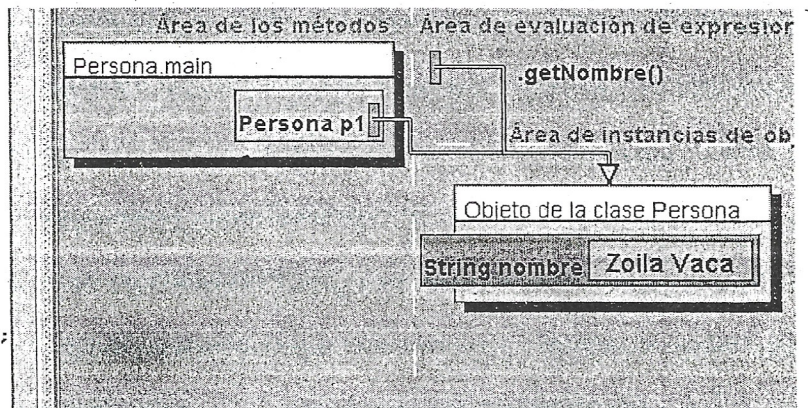 Área de los métodos
Área de evaluación de expresior
Persona.main
.getNombre()
Persona p1
Área de instancias de ob
Objeto de la clase Persona
String nombre
Zoila Vaca
;